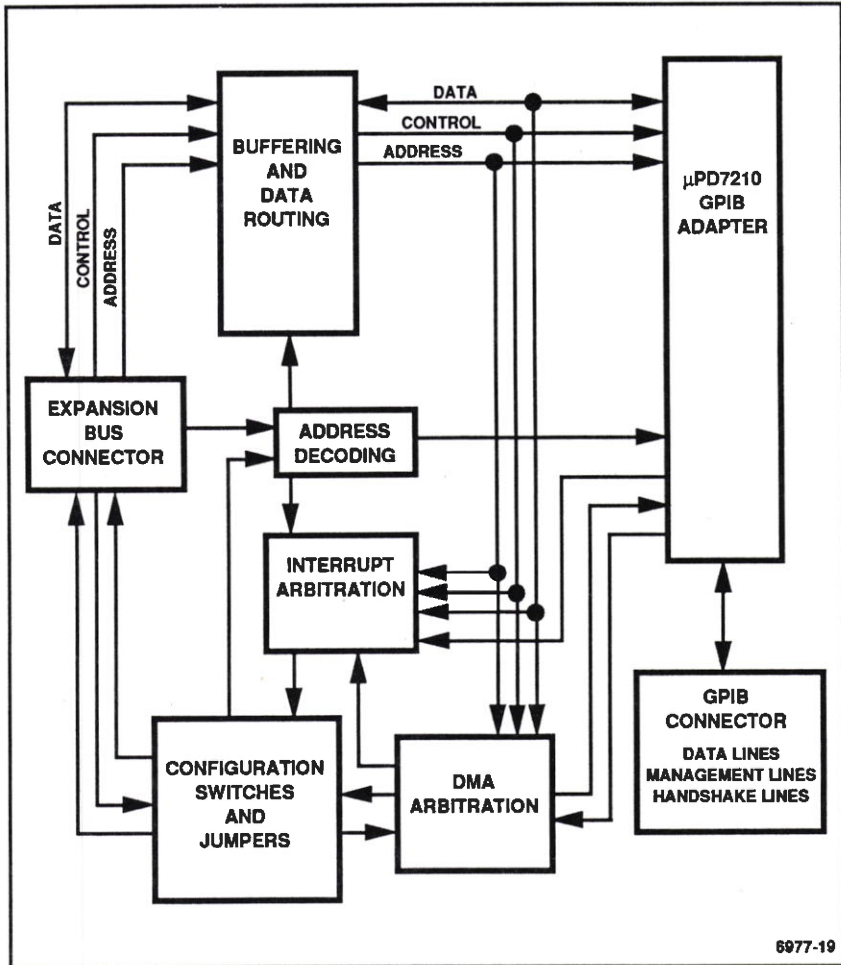 DATA
CONTROL
ADDRESS
BUFFERING
AND
DATA
ROUTING
DATA
CONTROL
ADDRESS
µPD7210
GPIB
ADAPTER
EXPANSION
BUS
CONNECTOR
ADDRESS
DECODING
INTERRUPT
ARBITRATION
CONFIGURATION
SWITCHES
AND
JUMPERS
DMA
ARBITRATION
GPIB
CONNECTOR
DATA LINES
MANAGEMENT LINES
HANDSHAKE LINES
6977-19